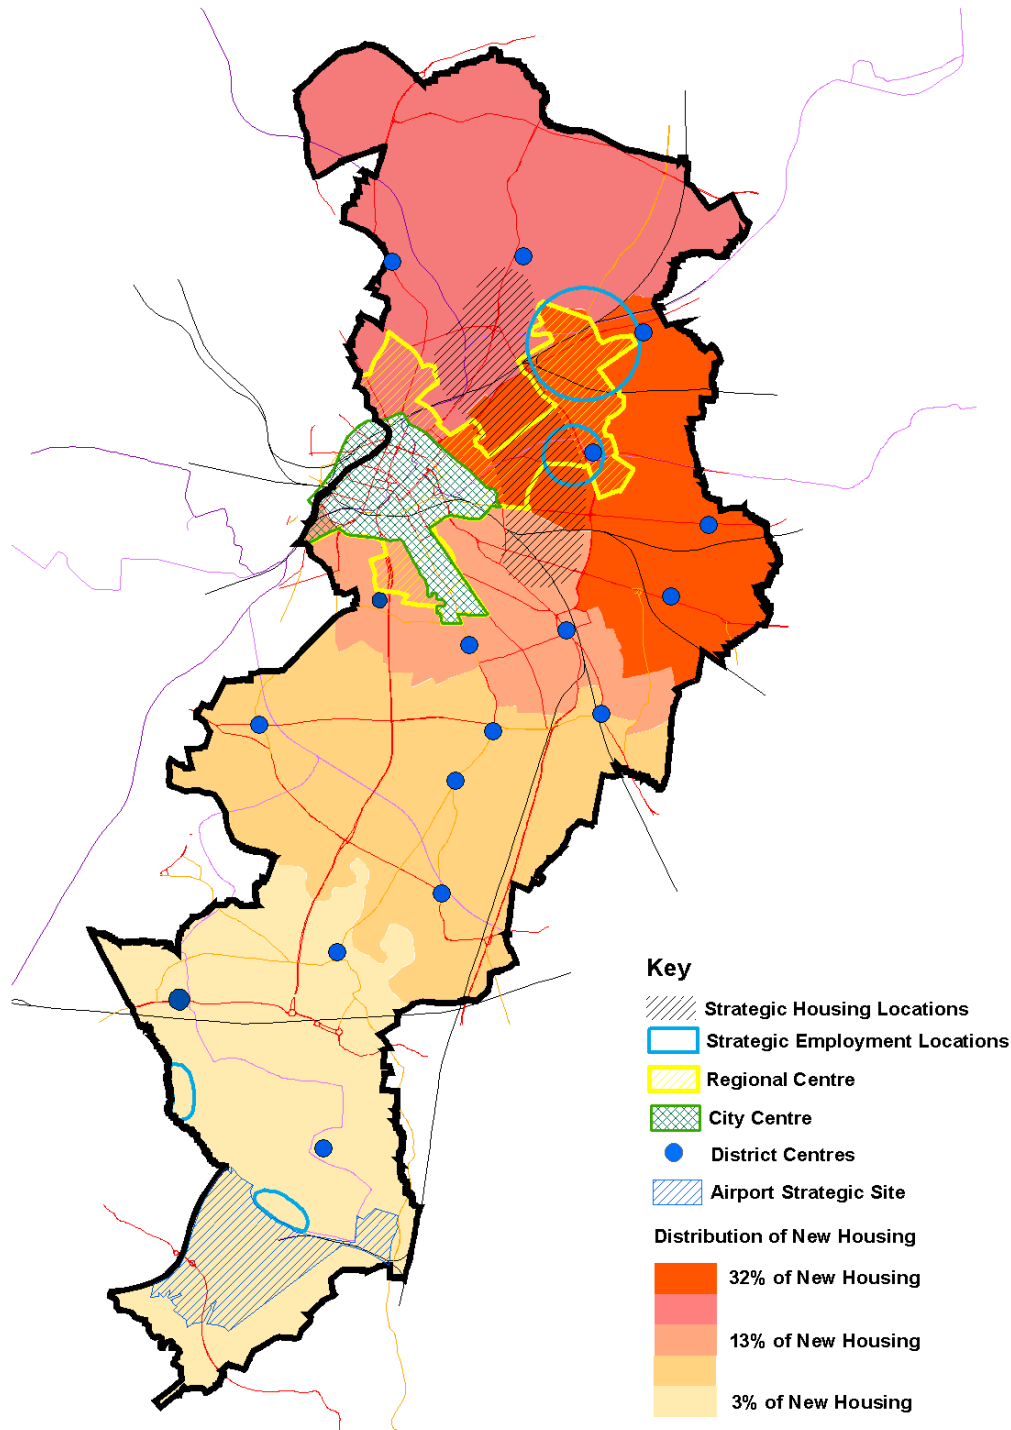 Key
Strategic Housing Locations
Strategic Employment Locations
Regional Centre
City Centre
District Centres
Airport Strategic Site
Distribution of New Housing
32% of New Housing
13% of New Housing
3% of New Housing